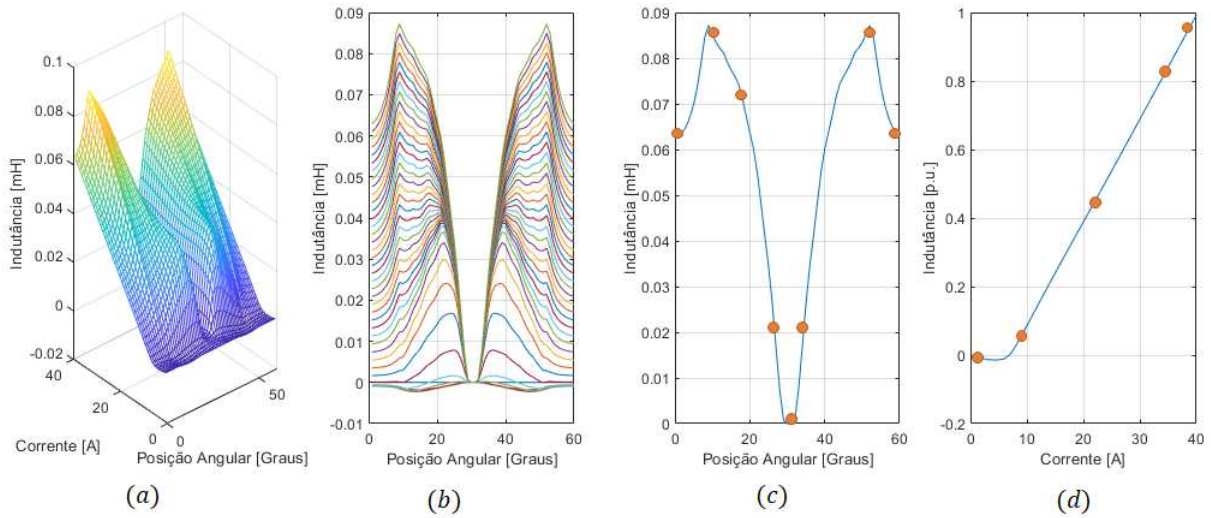 0.1
0.08
0.06
0.04
0.02
0
-0.02
Indutância [mH]
40
20
0
Corrente [A]
0
50
Posição Angular [Graus]
(a)
0.09
0.08
0.07
0.06
0.05
0.04
0.03
0.02
0.01
0
-0.01
Indutância [mH]
0 20 40 60
Posição Angular [Graus]
(b)
0.09
0.08
0.07
0.06
0.05
0.04
0.03
0.02
0.01
0
Indutância [mH]
0 20 40 60
Posição Angular [Graus]
(c)
1
0.8
0.6
0.4
0.2
0
-0.2
Indutância [p.u.]
0 10 20 30 40
Corrente [A]
(d)